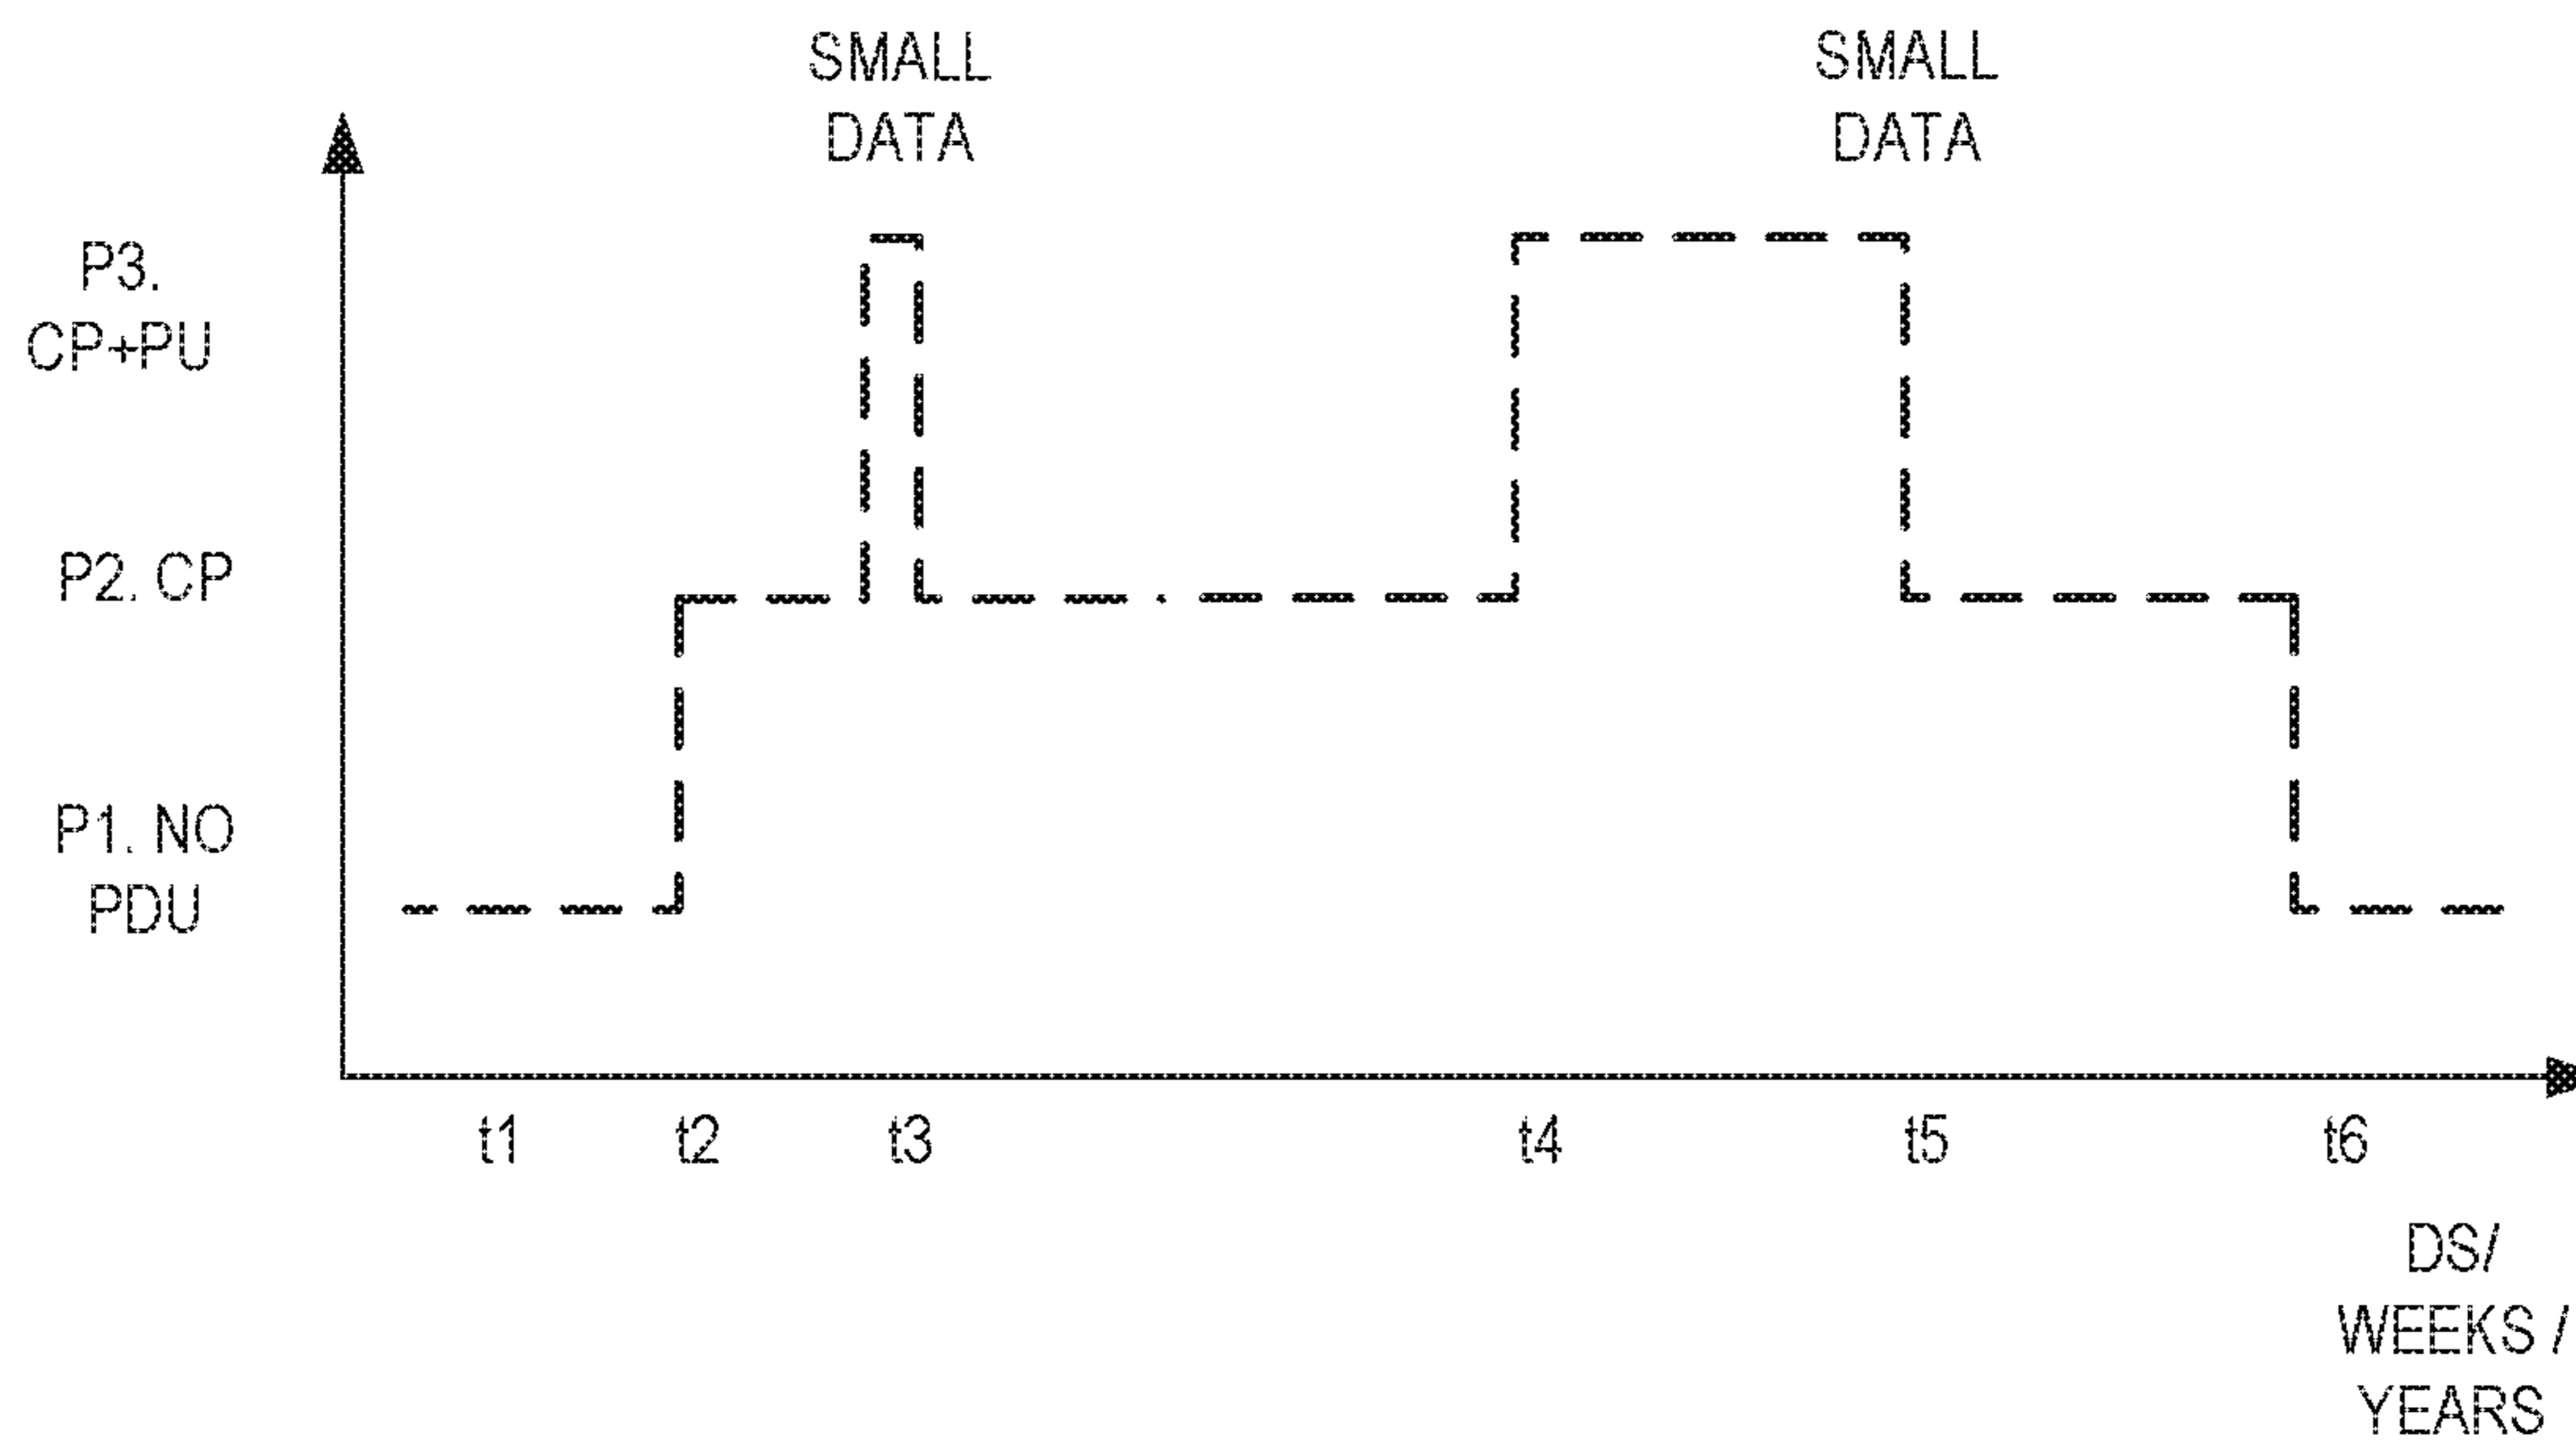 SMALL
DATA
SMALL
DATA
P3.
CP+PU
P2. CP
P1. NO
PDU
t1 t2 t3 t4 t5 t6
DS/
WEEKS /
YEARS